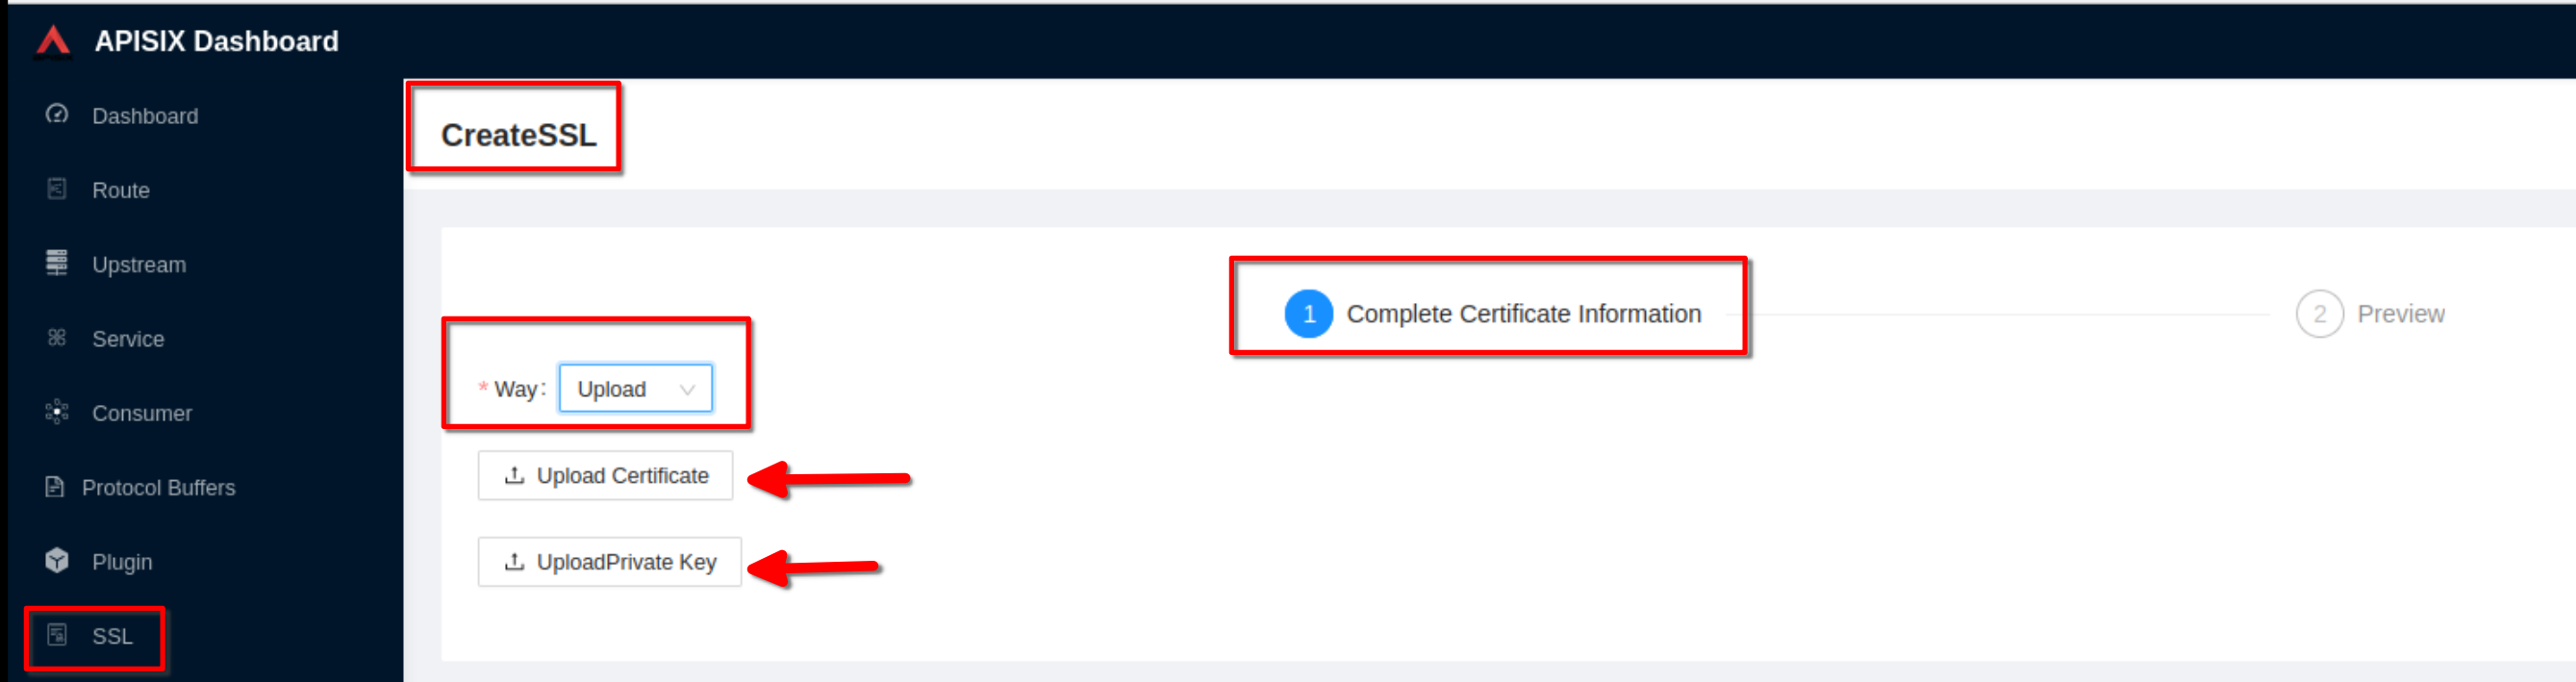 APISIX Dashboard
Dashboard
Route
Upstream
Service
Consumer
Protocol Buffers
Plugin
SSL
CreateSSL
1 Complete Certificate Information
2 Preview
* Way: Upload
Upload Certificate
UploadPrivate Key